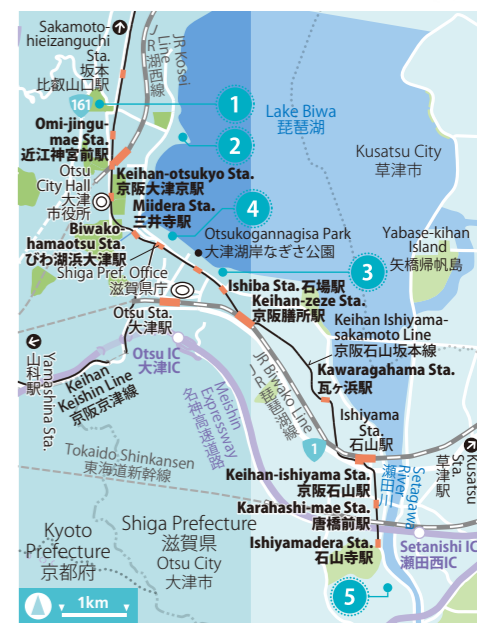 Sakamoto-
hieizanguchi
Sta.
坂本
比叡山口駅
JR Kosei
Line
JR湖西線
161
1
2
Lake Biwa
琵琶湖
Kusatsu City
草津市
Omi-jingu-
mae Sta.
近江神宮前駅
Otsu
City Hall
大津
市役所
Keihan-otsukyo Sta.
京阪大津京駅
Miidera Sta.
三井寺駅
4
Otsukogannagisa Park
大津湖岸なぎさ公園
Biwako-
hamaotsu Sta.
びわ湖浜大津駅
Yabase-kihan
Island
矢橋帰帆島
3
Shiga Pref. Office
滋賀県庁
Ishiba Sta. 石場駅
Keihan-zeze Sta.
京阪膳所駅
Otsu Sta.
大津駅
Keihan Ishiyama-
sakamoto Line
京阪石山坂本線
Yamashina Sta.
山科駅
Otsu IC
大津IC
Keihan
Keishin Line
京阪京津線
Meishin
Expressway
名神高速道路
JR Biwako Line
JR琵琶湖線
Kawaragahama Sta.
瓦ヶ浜駅
Ishiyama
Sta.
石山駅
1
Kusatsu
Sta.
草津駅
Tokaido Shinkansen
東海道新幹線
Keihan-ishiyama Sta.
京阪石山駅
Setagawa
River
瀬田川
Karahashi-mae Sta.
唐橋前駅
Ishiyamadera Sta.
石山寺駅
Setanishi IC
瀬田西IC
Kyoto
Prefecture
京都府
Shiga Prefecture
滋賀県
Otsu City
大津市
5
1km